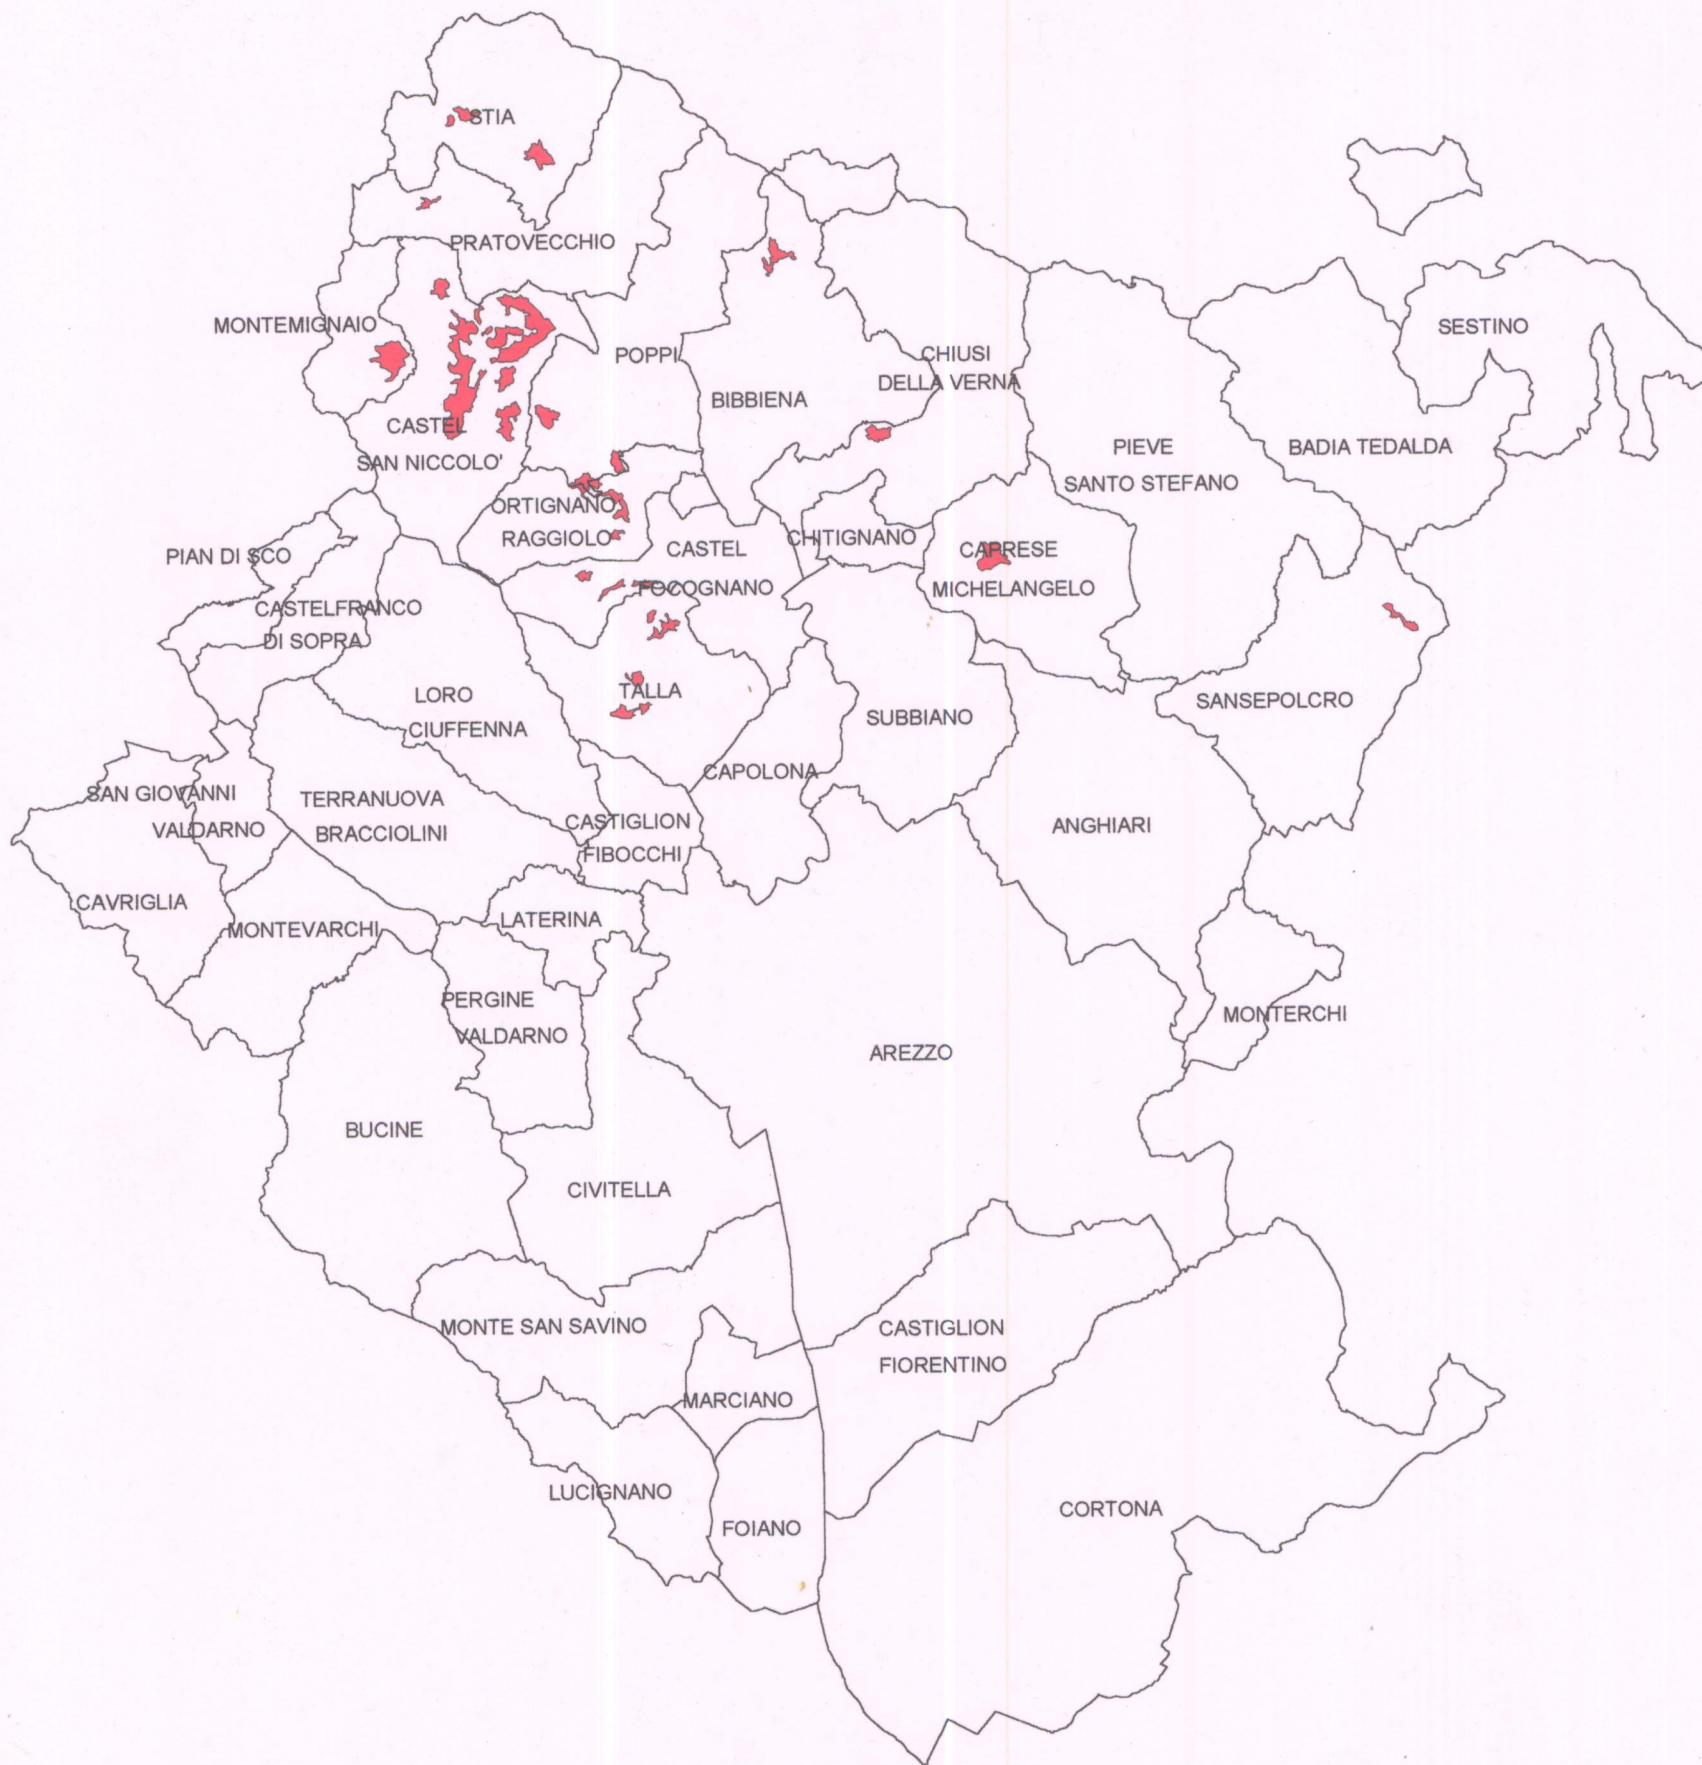 STIA
PRATOVECCHIO
MONTEMIGNAIO
SESTINO
POPPI
CHIUSI
DELLA VERNA
BIBBIENA
CASTEL
SAN NICCOLO'
PIEVE
SANTO STEFANO
BADIA TEDALDA
ORTIGNANO
RAGGIOLO
CHITIGNANO
CASTEL
FOCOGNANO
CAPRESE
MICHELANGELO
PIAN DI SCO
CASTELFRANCO
DI SOPRA
LORO
CIUFFENNA
TALLA
SUBBIANO
SANSEPOLCRO
CAPOLONA
SAN GIOVANNI
VALDARNO
TERRANUOVA
BRACCIOLINI
CASTIGLION
FIBOCCHI
ANGHIARI
CAVRIGLIA
MONTEVARCHI
LATERINA
PERGINE
VALDARNO
MONTERCHI
AREZZO
BUCINE
CIVITELLA
MONTE SAN SAVINO
CASTIGLION
FIORENTINO
MARCIANO
LUCIGNANO
FOIANO
CORTONA